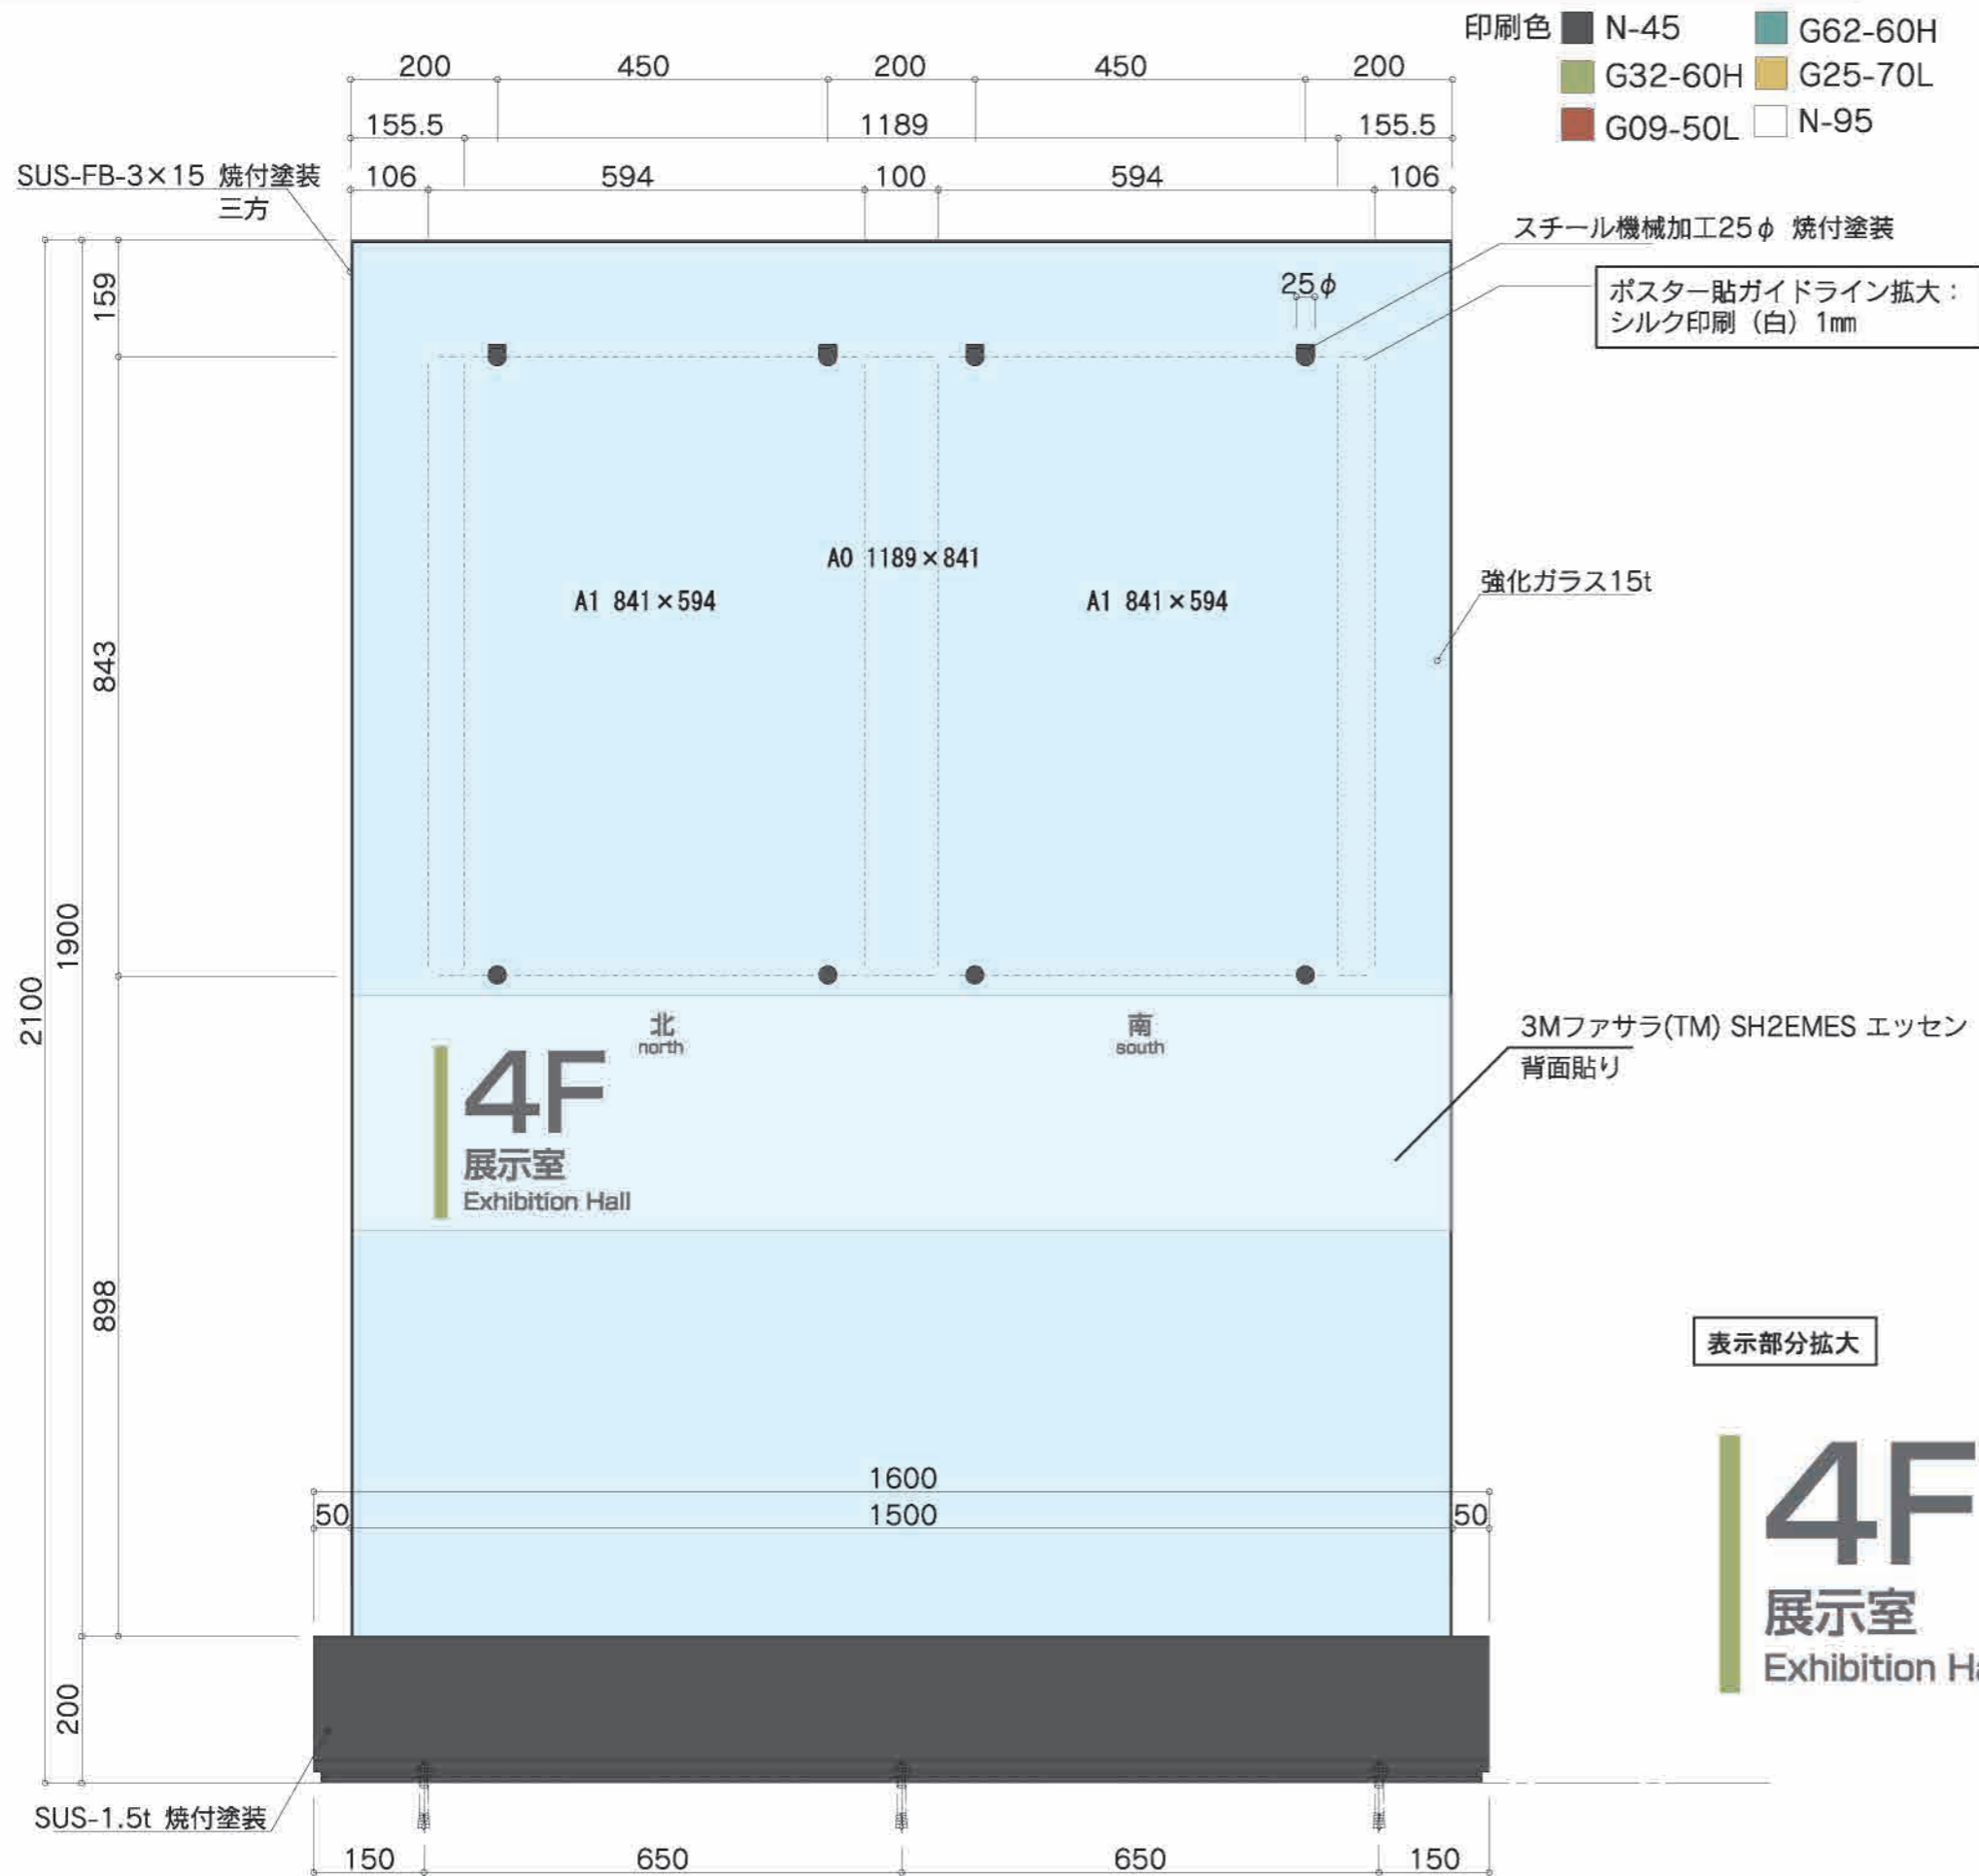 印刷色 N-45 G62-60H
G32-60H G25-70L
G09-50L N-95
200 450 200 450 200
155.5 1189 155.5
106 594 100 594 106
SUS-FB-3×15 焼付塗装
三方
スチール機械加工25φ 焼付塗装
25φ
ポスター貼ガイドライン拡大：
シルク印刷（白）1㎜
159
843
1900
2100
898
200
A0 1189×841
A1 841×594 A1 841×594
強化ガラス15t
北
north
南
south
3Mファサラ(TM) SH2EMES エッセン
背面貼り
4F
展示室
Exhibition Hall
表示部分拡大
4F
展示室
Exhibition Ha
1600
50 1500 50
SUS-1.5t 焼付塗装
150 650 650 150